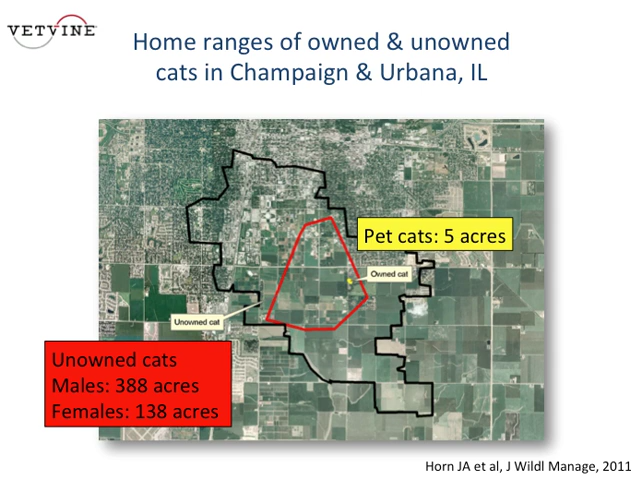 VETVINE
Home ranges of owned & unowned
cats in Champaign & Urbana, IL
Pet cats: 5 acres
Owned cat
Unowned cat
Unowned cats
Males: 388 acres
Females: 138 acres
Horn JA et al, J Wildl Manage, 2011